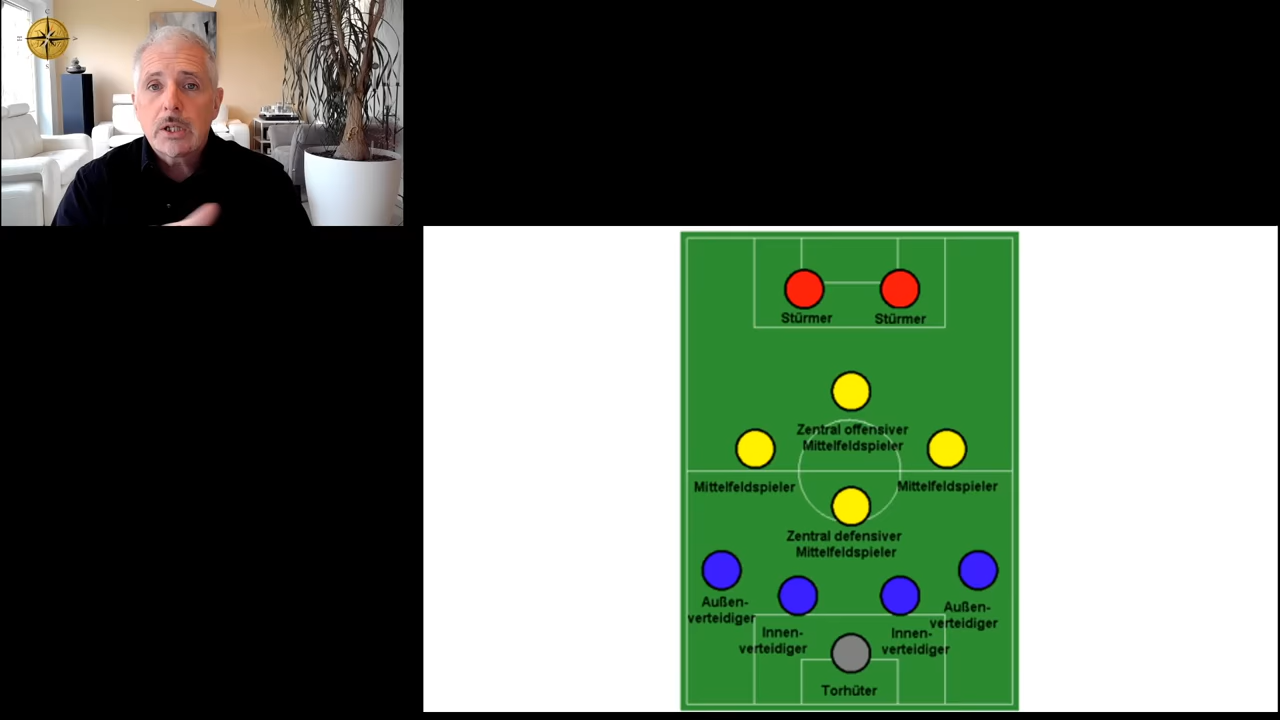 Stürmer
Stürmer
Zentral offensiver
Mittelfeldspieler
Mittelfeldspieler
Mittelfeldspieler
Zentral defensiver
Mittelfeldspieler
Außen-
verteidiger
Außen-
verteidiger
Innen-
verteidiger
Innen-
verteidiger
Torhüter